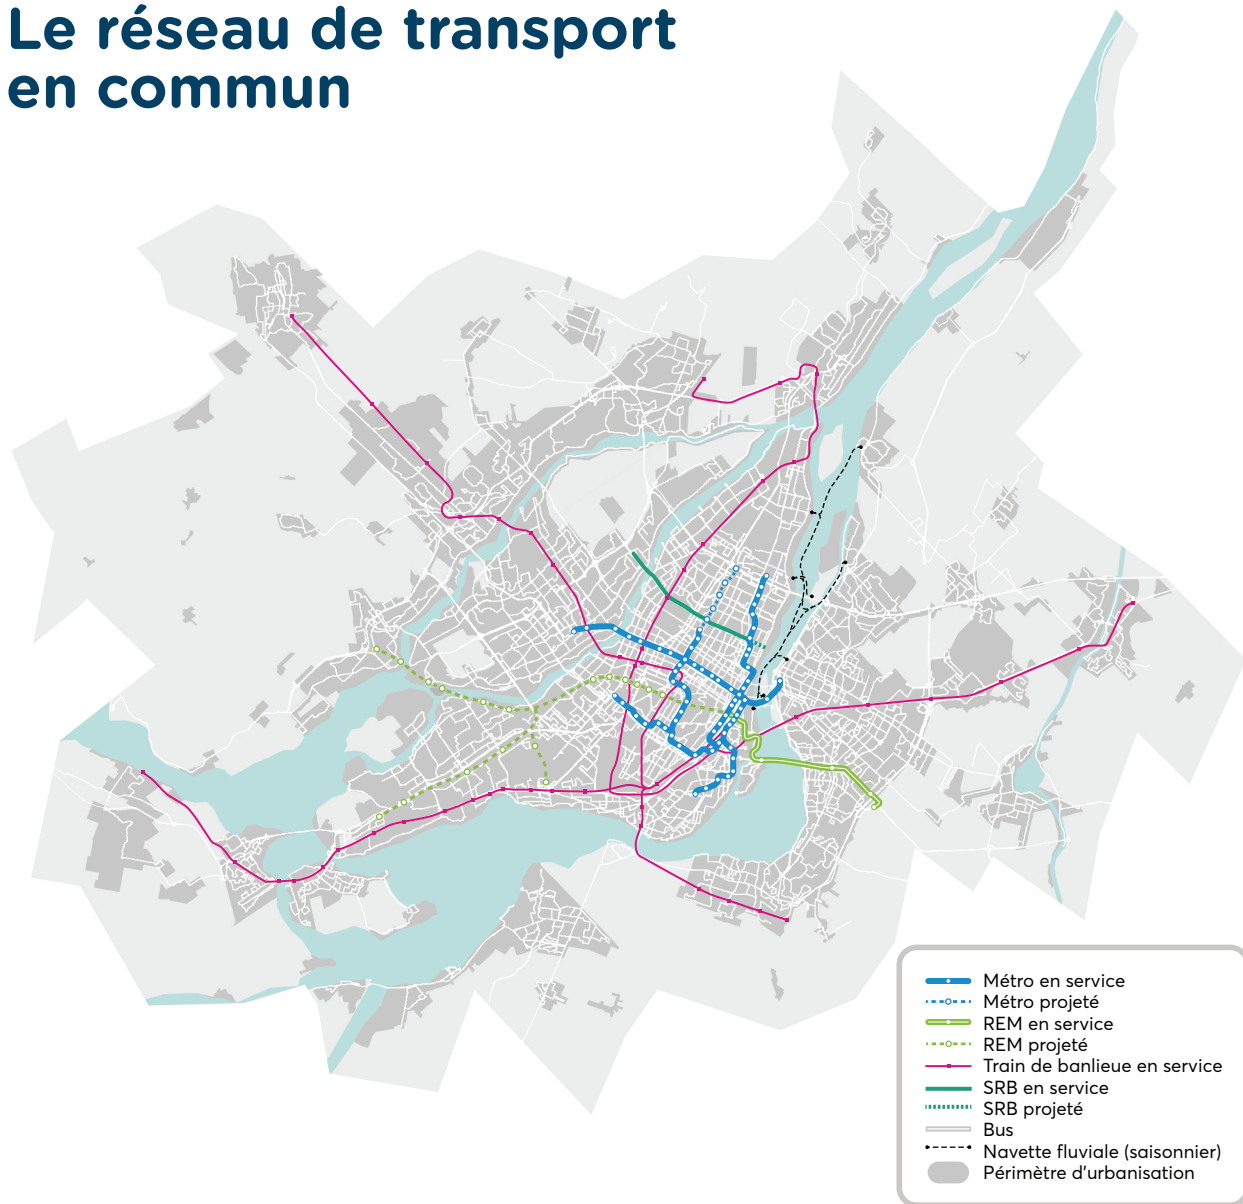 Le réseau de transport
en commun
Métro en service
Métro projeté
REM en service
REM projeté
Train de banlieue en service
SRB en service
SRB projeté
Bus
Navette fluviale (saisonnier)
Périmètre d'urbanisation